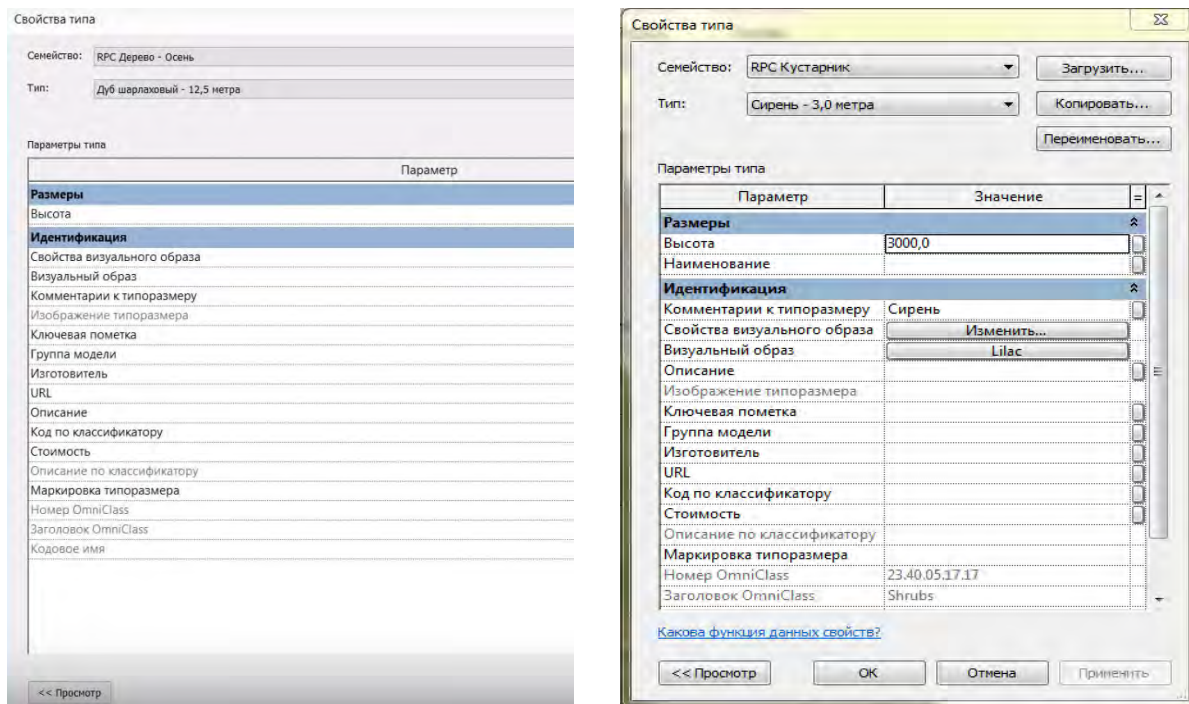 Свойства типа
Семейство: RPC Дерево - Осень
Тип: Дуб шарлаховый - 12,5 метра
Параметры типа
Параметр
Размеры
Высота
Идентификация
Свойства визуального образа
Визуальный образ
Комментарии к типоразмеру
Изображение типоразмера
Ключевая пометка
Группа модели
Изготовитель
URL
Описание
Код по классификатору
Стоимость
Описание по классификатору
Маркировка типоразмера
Номер OmniClass
Заголовок OmniClass
Кодовое имя
<< Просмотр
Свойства типа
Семейство: RPC Кустарник Загрузить...
Тип: Сирень - 3,0 метра Копировать...
Переименовать...
Параметры типа
Параметр Значение =
Размеры
Высота 3000,0
Наименование
Идентификация
Комментарии к типоразмеру Сирень
Свойства визуального образа Изменить...
Визуальный образ Lilac
Описание
Изображение типоразмера
Ключевая пометка
Группа модели
Изготовитель
URL
Код по классификатору
Стоимость
Описание по классификатору
Маркировка типоразмера
Номер OmniClass 23.40.05.17.17
Заголовок OmniClass Shrubs
Какова функция данных свойств?
<< Просмотр ОК Отмена Применить